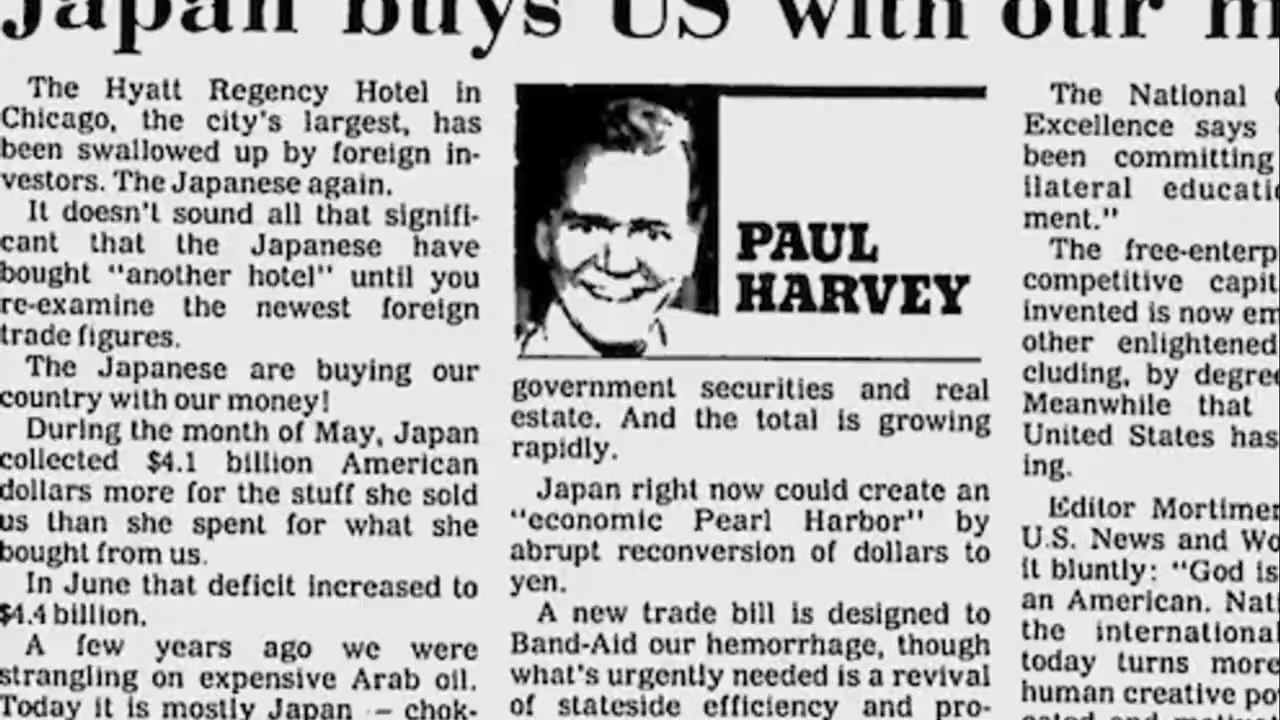 Japan buys US with our
The Hyatt Regency Hotel in
Chicago, the city's largest, has
been swallowed up by foreign in-
vestors. The Japanese again.
It doesn't sound all that signifi-
cant that the Japanese have
bought "another hotel" until you
re-examine the newest foreign
trade figures.
The Japanese are buying our
country with our money!
During the month of May, Japan
collected $4.1 billion American
dollars more for the stuff she sold
us than she spent for what she
bought from us.
In June that deficit increased to
$4.4 billion.
A few years ago we were
strangling on expensive Arab oil.
Today it is mostly Japan — chok-
PAUL
HARVEY
government securities and real
estate. And the total is growing
rapidly.
Japan right now could create an
"economic Pearl Harbor" by
abrupt reconversion of dollars to
yen.
A new trade bill is designed to
Band-Aid our hemorrhage, though
what's urgently needed is a revival
of stateside efficiency and pro-
The National
Excellence says
been committing
ilateral educati
ment."
The free-enterp
competitive capit
invented is now em
other enlightened
cluding, by degre
Meanwhile that
United States has
ing.
Editor Mortimer
U.S. News and Wo
it bluntly: "God is
an American. Nat
the international
today turns more
human creative po